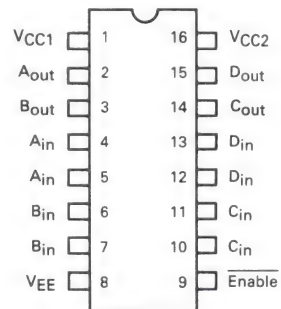 VCC1 1 16 VCC2
Aout 2 15 Dout
Bout 3 14 Cout
Ain 4 13 Din
Ain 5 12 Din
Bin 6 11 Cin
Bin 7 10 Cin
VEE 8 9 Enable